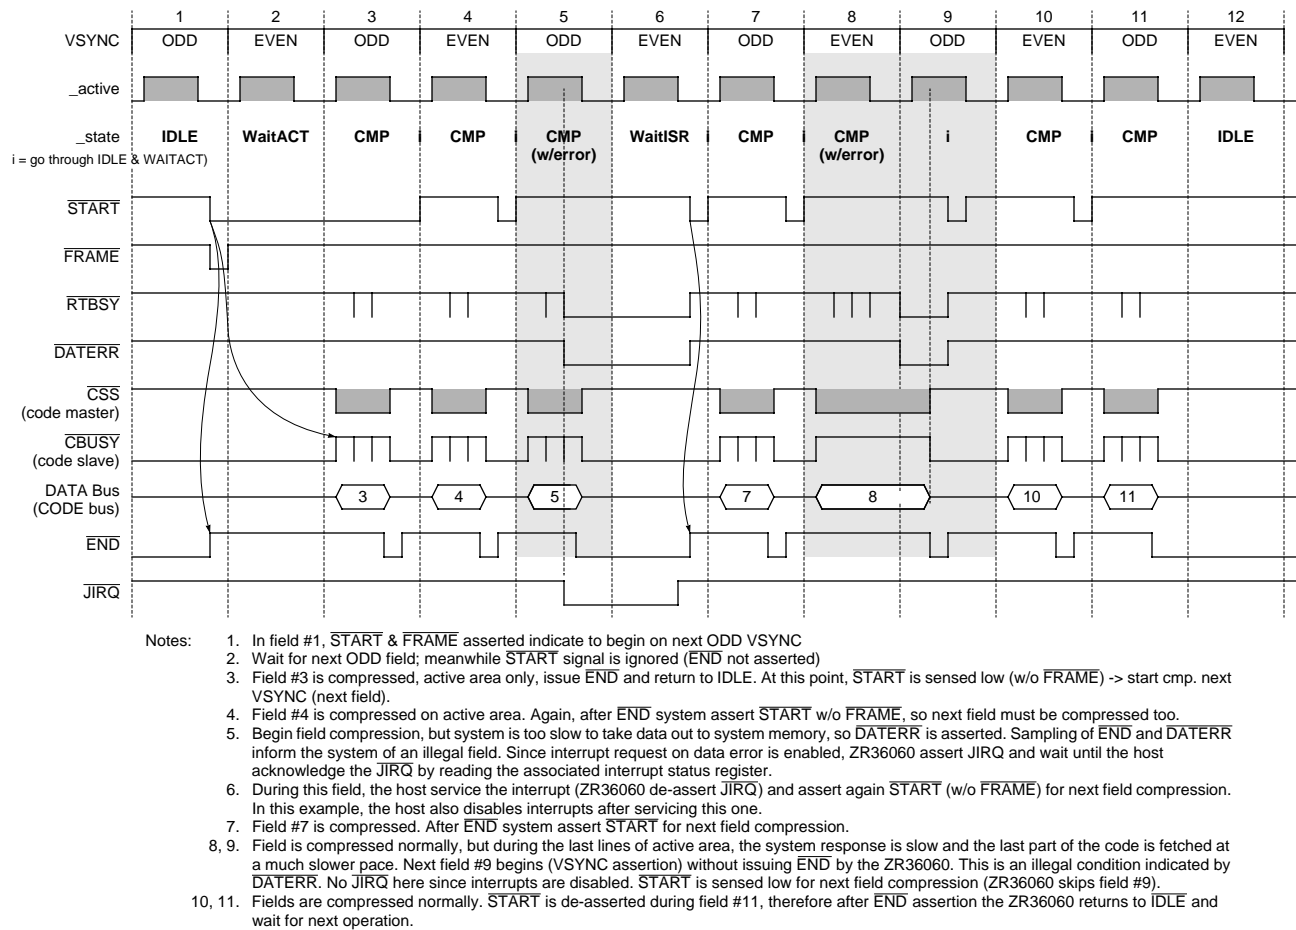 1 2 3 4 5 6 7 8 9 10 11 12
VSYNC ODD EVEN ODD EVEN ODD EVEN ODD EVEN ODD EVEN ODD EVEN
_active
_state IDLE WaitACT CMP i CMP i CMP WaitISR i CMP i CMP i CMP i CMP IDLE
(w/error) (w/error)
i = go through IDLE & WAITACT)
START
FRAME
RTBSY
DATERR
CSS
(code master)
CBUSY
(code slave)
DATA Bus
(CODE bus) 3 4 5 7 8 10 11
END
JIRQ
Notes: 1. In field #1, START & FRAME asserted indicate to begin on next ODD VSYNC
2. Wait for next ODD field; meanwhile START signal is ignored (END not asserted)
3. Field #3 is compressed, active area only, issue END and return to IDLE. At this point, START is sensed low (w/o FRAME) -> start cmp. next
VSYNC (next field).
4. Field #4 is compressed on active area. Again, after END system assert START w/o FRAME, so next field must be compressed too.
5. Begin field compression, but system is too slow to take data out to system memory, so DATERR is asserted. Sampling of END and DATERR
inform the system of an illegal field. Since interrupt request on data error is enabled, ZR36060 assert JIRQ and wait until the host
acknowledge the JIRQ by reading the associated interrupt status register.
6. During this field, the host service the interrupt (ZR36060 de-assert JIRQ) and assert again START (w/o FRAME) for next field compression.
In this example, the host also disables interrupts after servicing this one.
7. Field #7 is compressed. After END system assert START for next field compression.
8, 9. Field is compressed normally, but during the last lines of active area, the system response is slow and the last part of the code is fetched at
a much slower pace. Next field #9 begins (VSYNC assertion) without issuing END by the ZR36060. This is an illegal condition indicated by
DATERR. No JIRQ here since interrupts are disabled. START is sensed low for next field compression (ZR36060 skips field #9).
10, 11. Fields are compressed normally. START is de-asserted during field #11, therefore after END assertion the ZR36060 returns to IDLE and
wait for next operation.